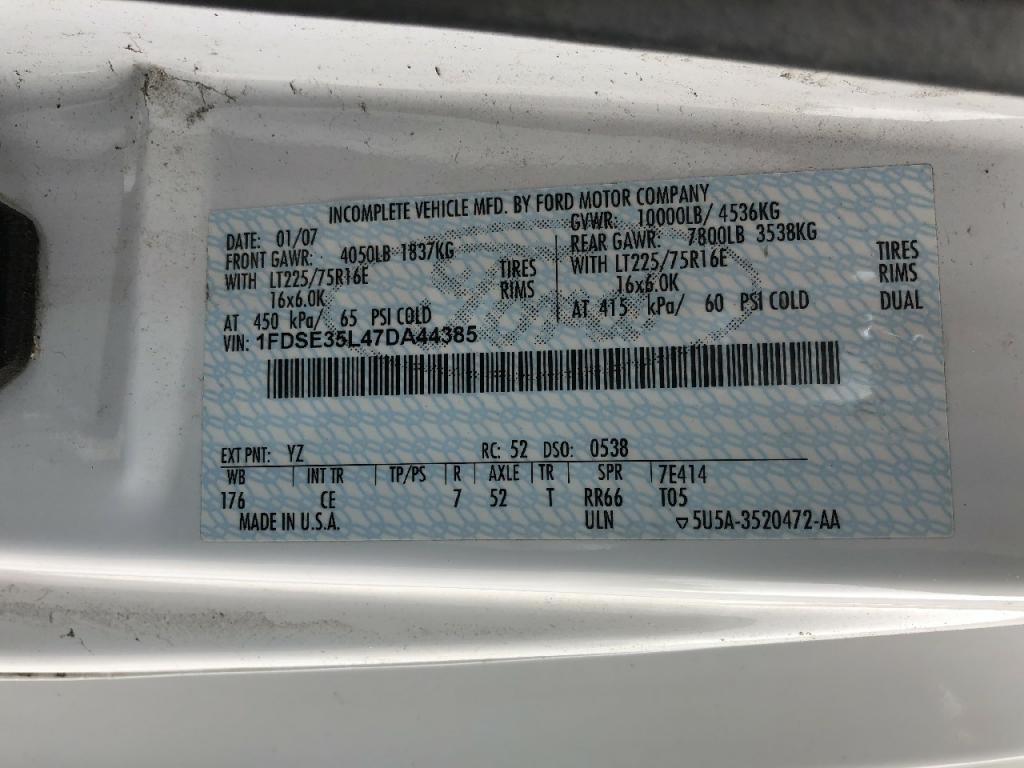 INCOMPLETE VEHICLE MFD. BY FORD MOTOR COMPANY
DATE: 01/07 GVWR: 10000LB/ 4536KG
FRONT GAWR: 4050LB 1837KG REAR GAWR: 7800LB 3538KG
WITH LT225/75R16E TIRES WITH LT225/75R16E TIRES
16x6.0K RIMS 16x6.0K RIMS
AT 450 kPa/ 65 PSI COLD AT 415 kPa/ 60 PSI COLD DUAL
VIN: 1FDSE35L47DA44385
Ford
EXT PNT: YZ RC: 52 DSO: 0538
WB INT TR TP/PS R AXLE TR SPR 7E414
176 CE 7 52 T RR66 T05
MADE IN U.S.A. ULN ▽5U5A-3520472-AA